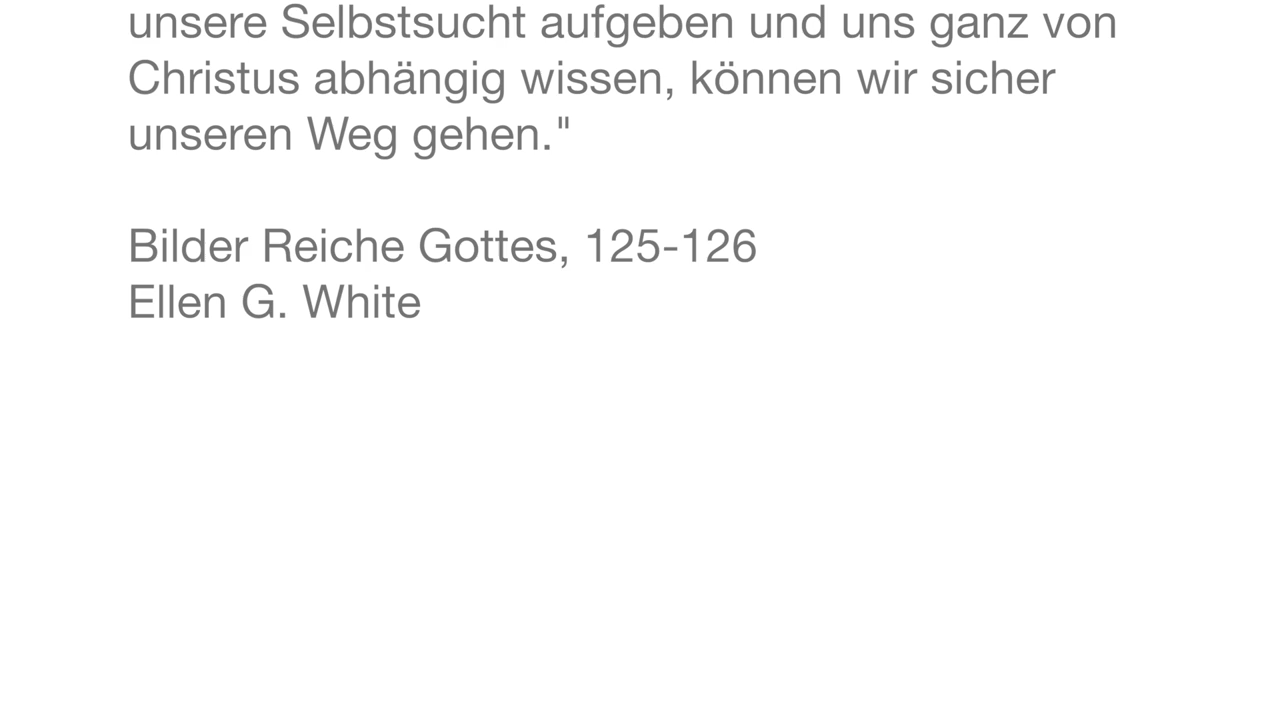 unsere Selbstsucht aufgeben und uns ganz von
Christus abhängig wissen, können wir sicher
unseren Weg gehen."
Bilder Reiche Gottes, 125-126
Ellen G. White